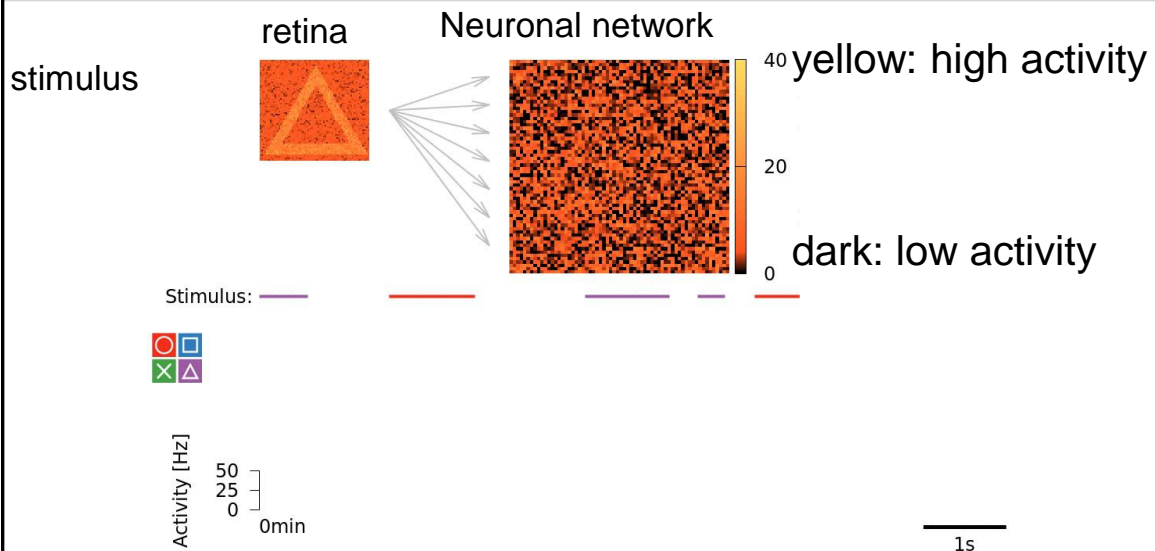 retina
Neuronal network
stimulus
40
yellow: high activity
20
0
dark: low activity
Stimulus:
Activity [Hz]
50
25
0
0min
1s